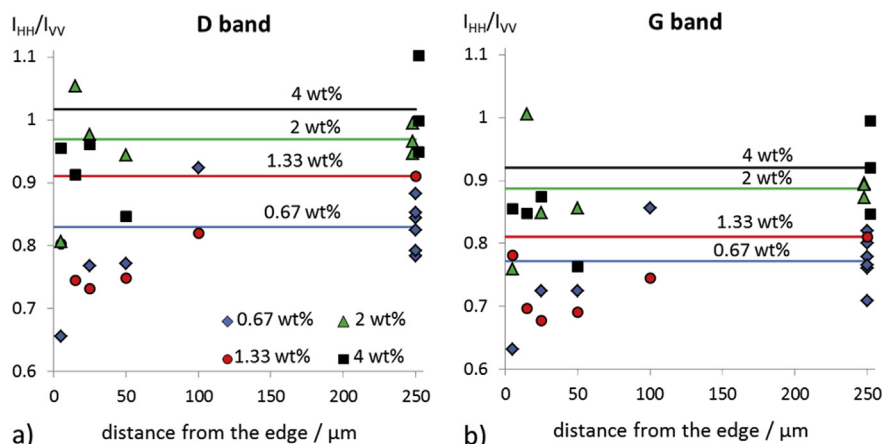 I_HH/I_VV D band
1.1
1
0.9
0.8
0.7
0.6
4 wt%
2 wt%
1.33 wt%
0.67 wt%
0.67 wt% 2 wt%
1.33 wt% 4 wt%
0 50 100 150 200 250
a) distance from the edge / μm
I_HH/I_VV G band
1.1
1
0.9
0.8
0.7
0.6
4 wt%
2 wt%
1.33 wt%
0.67 wt%
0 50 100 150 200 250
b) distance from the edge / μm